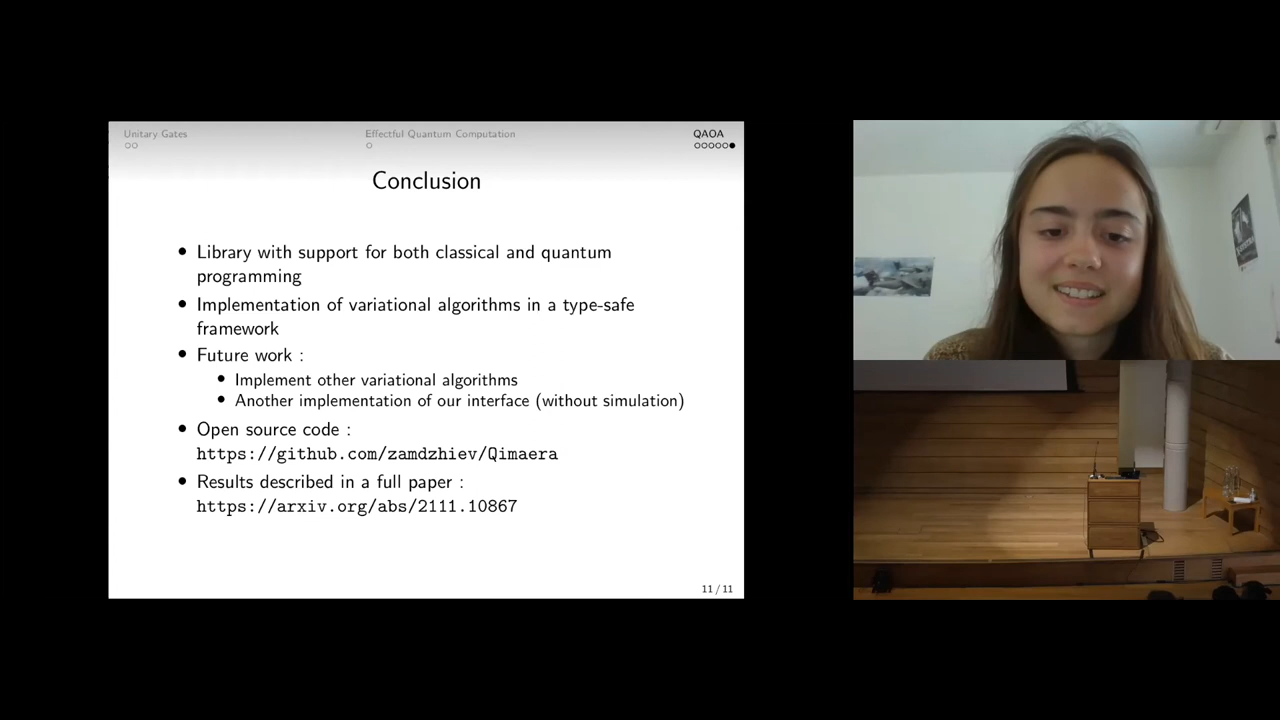 Unitary Gates
Effectful Quantum Computation
QAOA
Conclusion
• Library with support for both classical and quantum
programming
• Implementation of variational algorithms in a type-safe
framework
• Future work :
• Implement other variational algorithms
• Another implementation of our interface (without simulation)
• Open source code :
https://github.com/zamdzhiev/Qimaera
• Results described in a full paper :
https://arxiv.org/abs/2111.10867
11 / 11